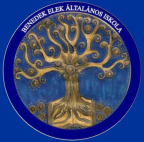 BENEDEK ELEK ÁLTALÁNOS ISKOLA